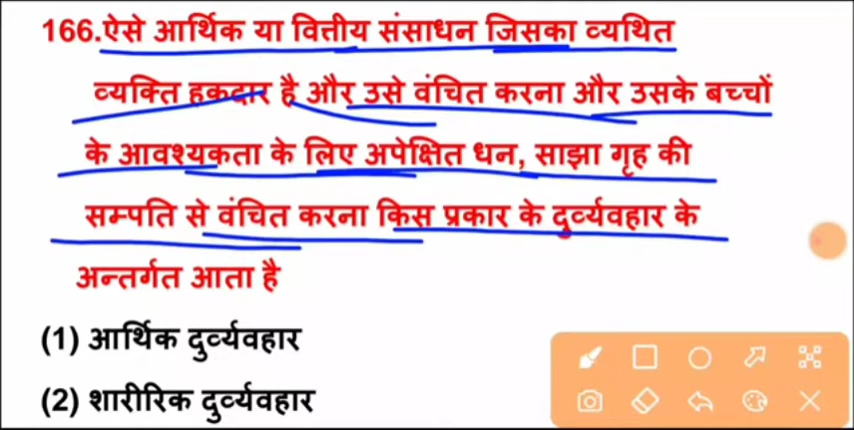 166.ऐसे आर्थिक या वित्तीय संसाधन जिसका व्यथित
व्यक्ति हकदार है और उसे वंचित करना और उसके बच्चों
के आवश्यकता के लिए अपेक्षित धन, साझा गृह की
सम्पति से वंचित करना किस प्रकार के दुर्व्यवहार के
अन्तर्गत आता है
(1) आर्थिक दुर्व्यवहार
(2) शारीरिक दुर्व्यवहार